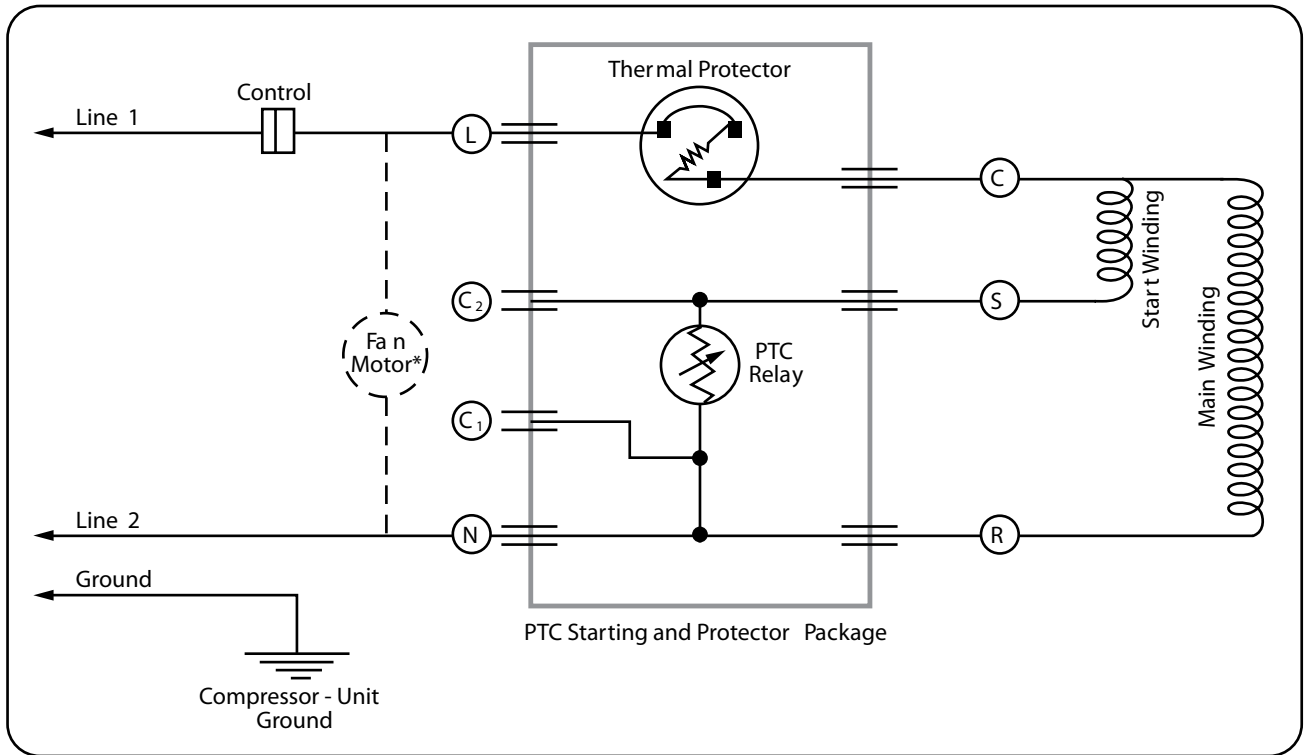 Thermal Protector
Control
Line 1
L
C
Start Winding
C2
S
Main Winding
Fan
Motor*
PTC
Relay
C1
Line 2
N
R
Ground
PTC Starting and Protector Package
Compressor - Unit
Ground